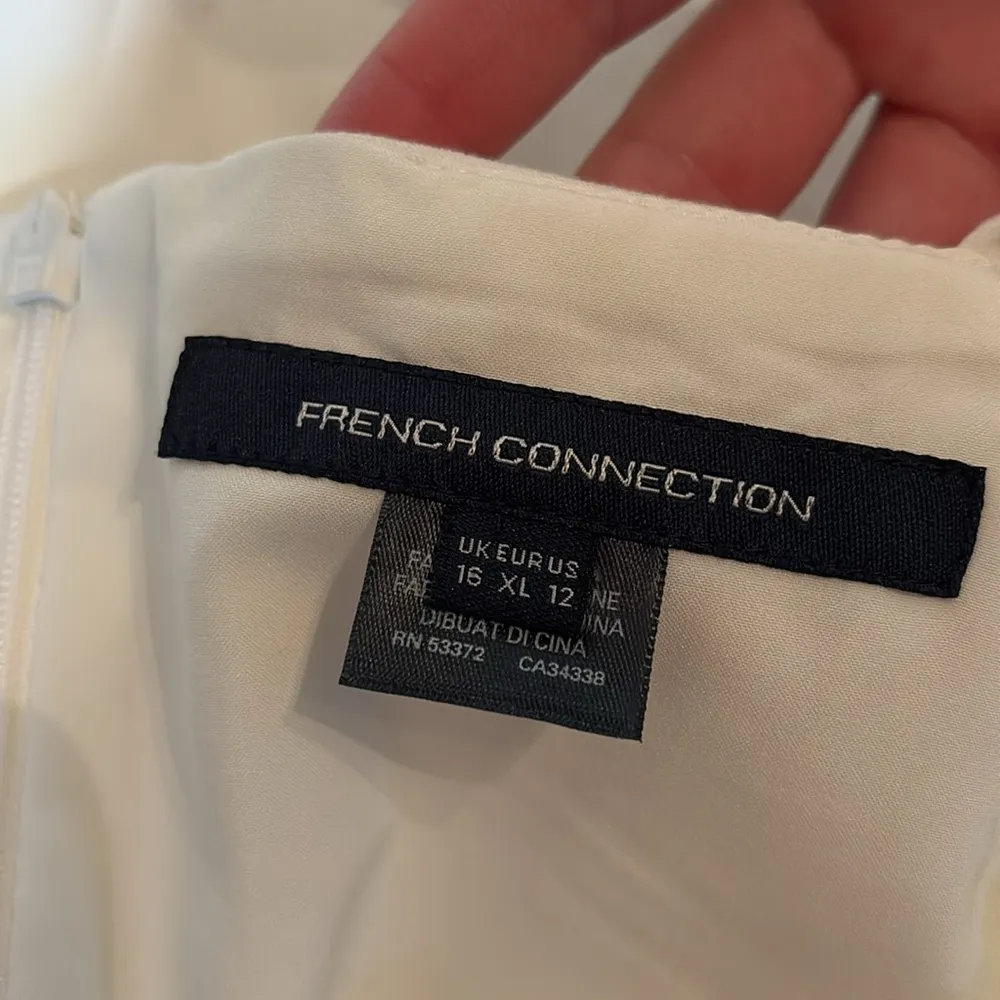 FRENCH CONNECTION
UK EUR US
16 XL 12
DIBUAT DI CINA
RN 53372 CA34338